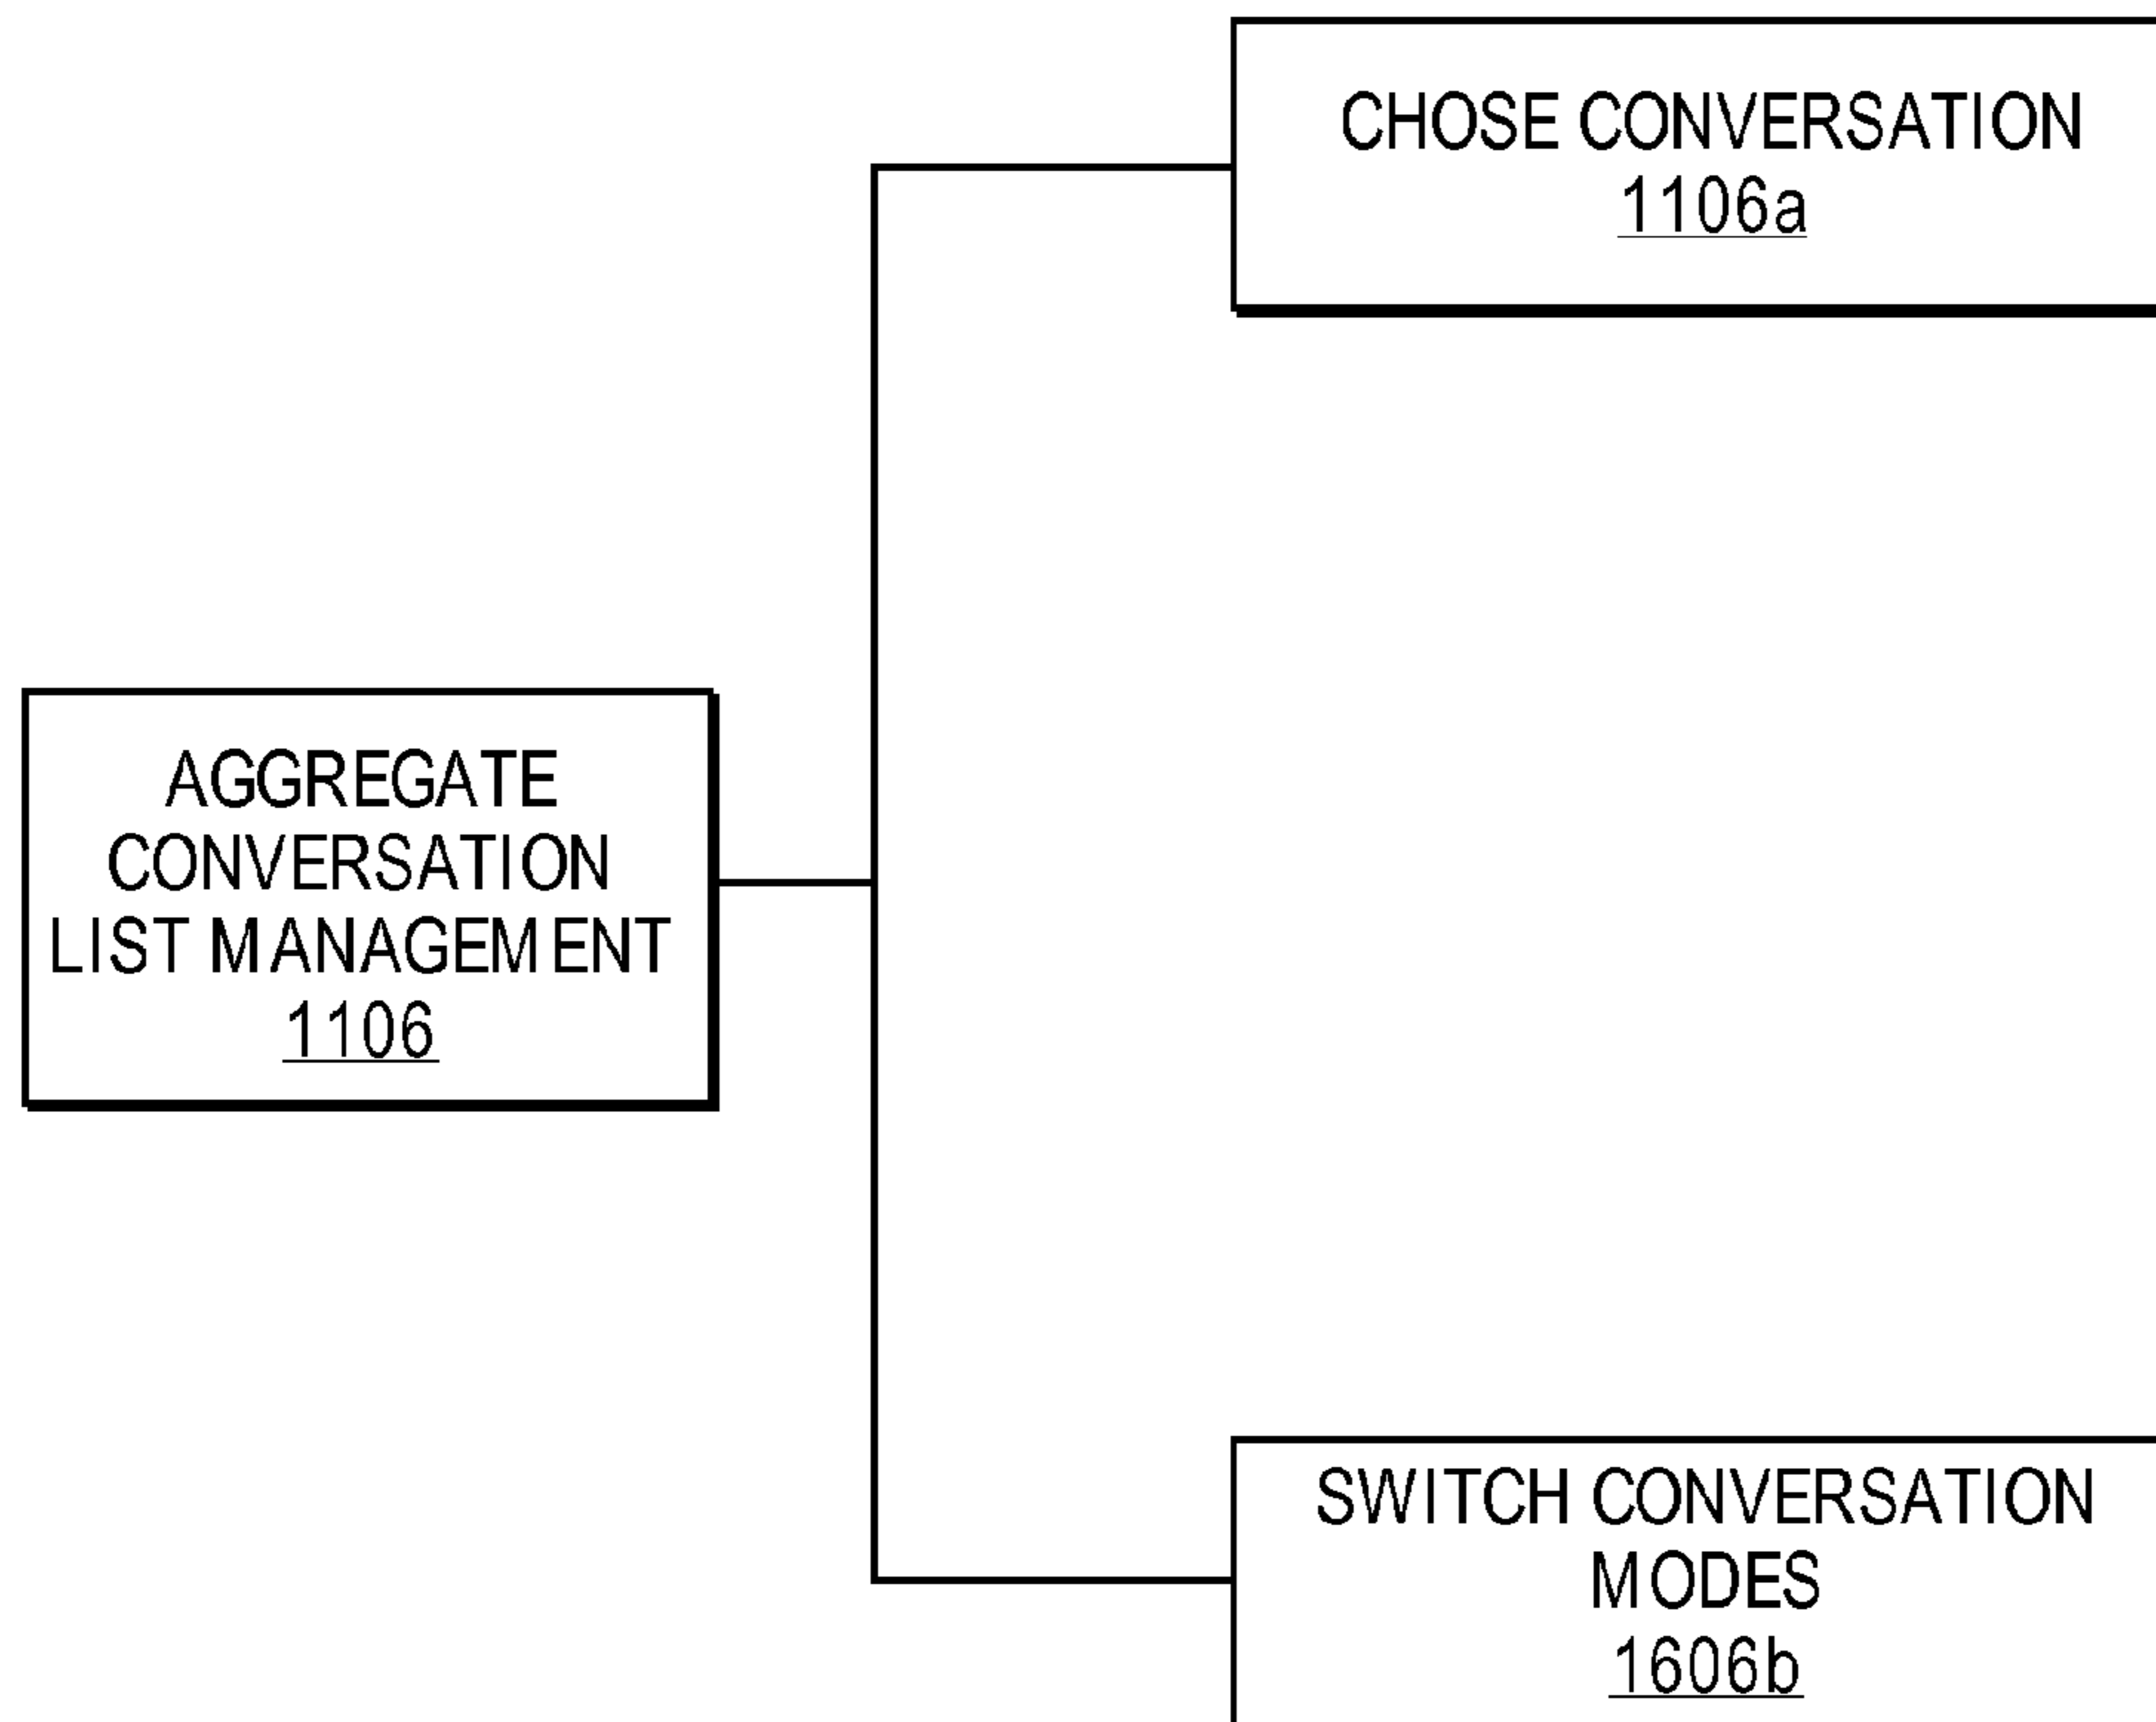 CHOSE CONVERSATION
1106a
AGGREGATE
CONVERSATION
LIST MANAGEMENT
1106
SWITCH CONVERSATION
MODES
1606b